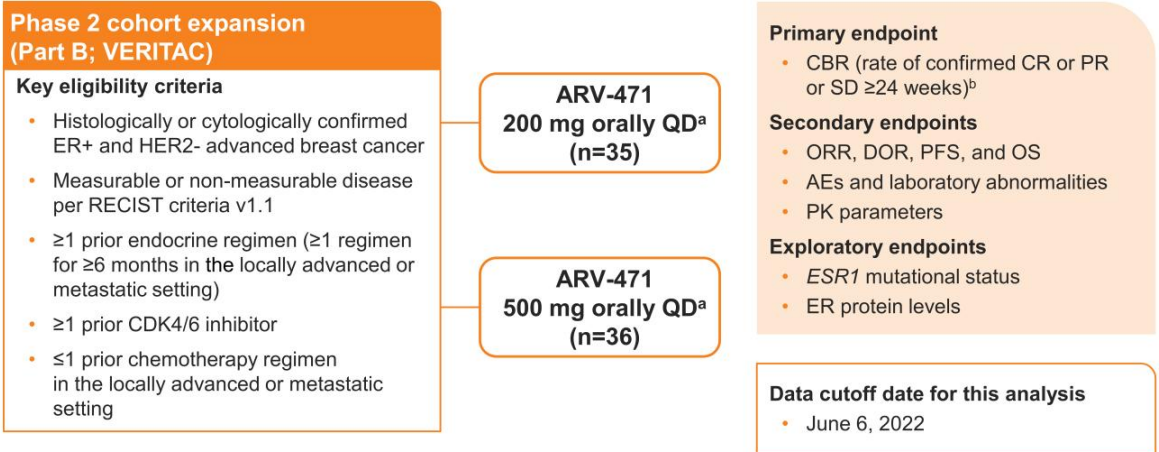 Phase 2 cohort expansion
(Part B; VERITAC)
Key eligibility criteria
• Histologically or cytologically confirmed
ER+ and HER2- advanced breast cancer
• Measurable or non-measurable disease
per RECIST criteria v1.1
• ≥1 prior endocrine regimen (≥1 regimen
for ≥6 months in the locally advanced or
metastatic setting)
• ≥1 prior CDK4/6 inhibitor
• ≤1 prior chemotherapy regimen
in the locally advanced or metastatic
setting
ARV-471
200 mg orally QDᵃ
(n=35)
ARV-471
500 mg orally QDᵃ
(n=36)
Primary endpoint
• CBR (rate of confirmed CR or PR
or SD ≥24 weeks)ᵇ
Secondary endpoints
• ORR, DOR, PFS, and OS
• AEs and laboratory abnormalities
• PK parameters
Exploratory endpoints
• ESR1 mutational status
• ER protein levels
Data cutoff date for this analysis
• June 6, 2022